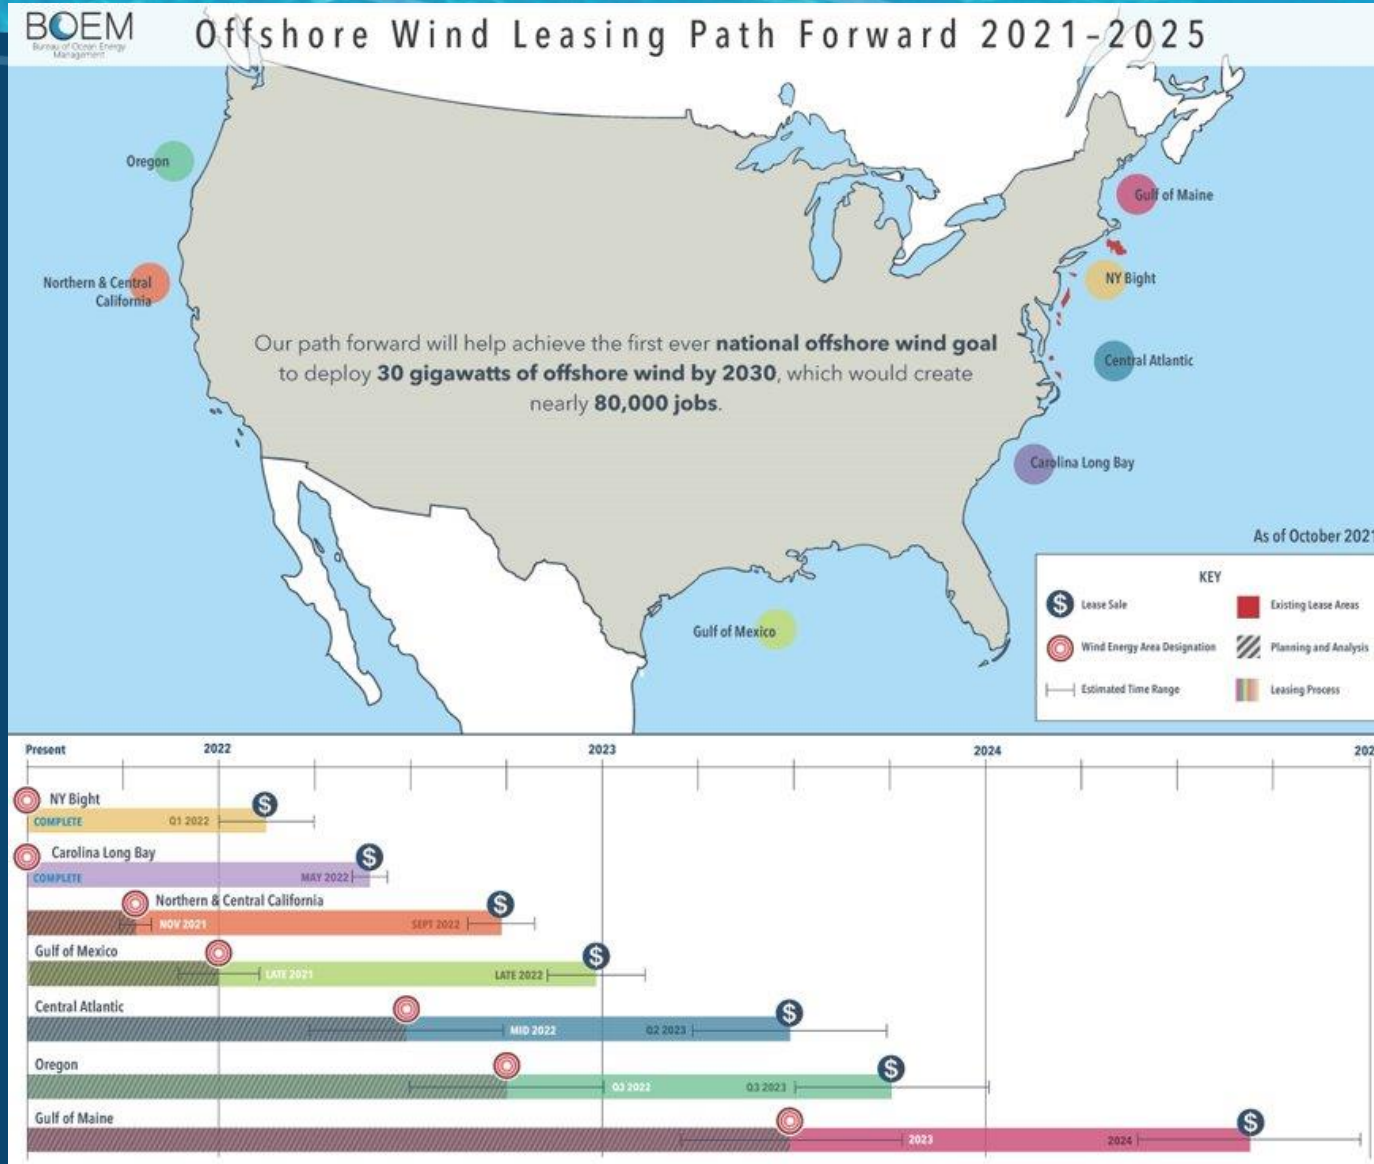 BOEM
Bureau of Ocean Energy
Management
Offshore Wind Leasing Path Forward 2021-2025
Oregon
Gulf of Maine
Northern & Central
California
NY Bight
Our path forward will help achieve the first ever national offshore wind goal
to deploy 30 gigawatts of offshore wind by 2030, which would create
nearly 80,000 jobs.
Central Atlantic
Carolina Long Bay
Gulf of Mexico
As of October 2021
KEY
Lease Sale
Existing Lease Areas
Wind Energy Area Designation
Planning and Analysis
Estimated Time Range
Leasing Process
Present
2022
2023
2024
202
NY Bight
$
COMPLETE
Q1 2022
Carolina Long Bay
$
COMPLETE
MAY 2022
Northern & Central California
$
NOV 2021
SEPT 2022
Gulf of Mexico
$
LATE 2021
LATE 2022
Central Atlantic
$
MID 2022
Q2 2023
Oregon
$
Q3 2022
Q3 2023
Gulf of Maine
$
2023
2024